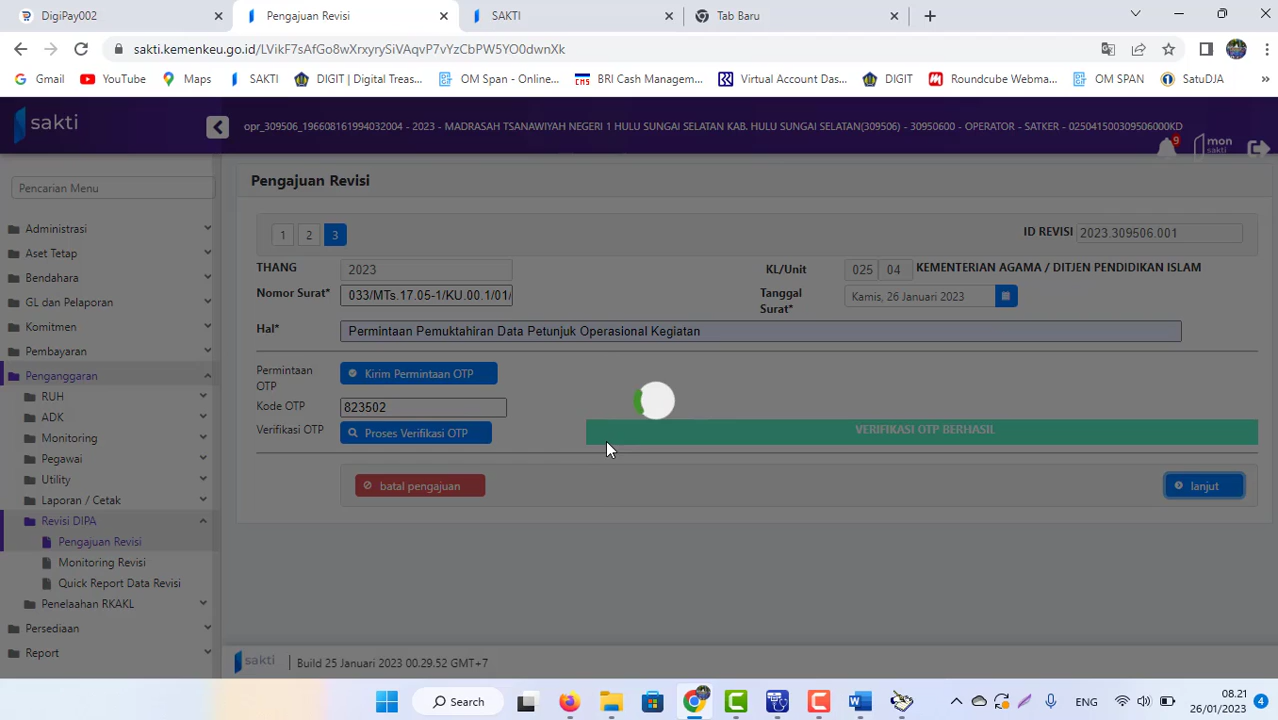 DigiPay002
Pengajuan Revisi
SAKTI
Tab Baru
sakti.kemenkeu.go.id/LVikF7sAfGo8wXrxyrySiVAqvP7vYzCbPW5YO0dwnXk
Gmail
YouTube
Maps
SAKTI
DIGIT | Digital Treas...
OM Span - Online...
CMS
BRI Cash Managem...
Virtual Account Das...
DIGIT
Roundcube Webma...
OM SPAN
SatuDJA
sakti
opr_309506_196608161994032004 - 2023 - MADRASAH TSANAWIYAH NEGERI 1 HULU SUNGAI SELATAN KAB. HULU SUNGAI SELATAN(309506) - 30950600 - OPERATOR - SATKER - 025041500309506000KD
9
mon
sakti
Pencarian Menu
Administrasi
Aset Tetap
Bendahara
GL dan Pelaporan
Komitmen
Pembayaran
Penganggaran
RUH
ADK
Monitoring
Pegawai
Utility
Laporan / Cetak
Revisi DIPA
Pengajuan Revisi
Monitoring Revisi
Quick Report Data Revisi
Penelaahan RKAKL
Persediaan
Report
Pengajuan Revisi
1 2 3
ID REVISI 2023.309506.001
THANG 2023
KL/Unit 025 04 KEMENTERIAN AGAMA / DITJEN PENDIDIKAN ISLAM
Nomor Surat* 033/MTs.17.05-1/KU.00.1/01/
Tanggal Surat* Kamis, 26 Januari 2023
Hal* Permintaan Pemuktahiran Data Petunjuk Operasional Kegiatan
Permintaan OTP Kirim Permintaan OTP
Kode OTP 823502
Verifikasi OTP Proses Verifikasi OTP
VERIFIKASI OTP BERHASIL
batal pengajuan
lanjut
sakti | Build 25 Januari 2023 00.29.52 GMT+7
Search
ENG
08.21
26/01/2023
4